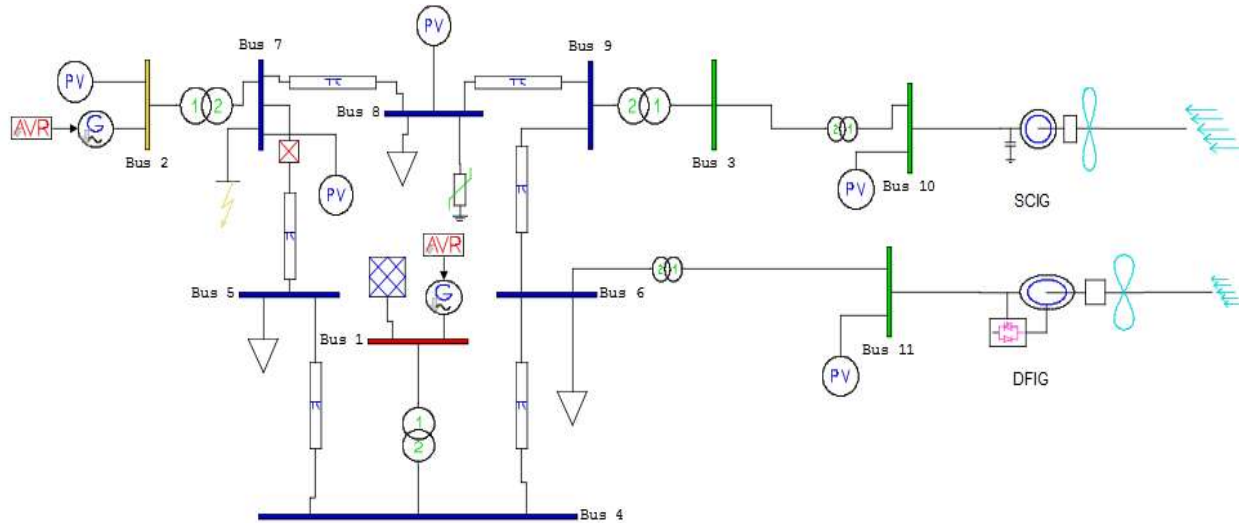 Bus 7
PV
Bus 9
PV
1 2
π
π
2 1
Bus 8
AVR
G
2 1
Bus 2
Bus 3
PV
π
PV
Bus 10
SCIG
π
AVR
G
2 1
Bus 5
Bus 6
Bus 1
Bus 11
PV
DFIG
π
1
2
π
Bus 4